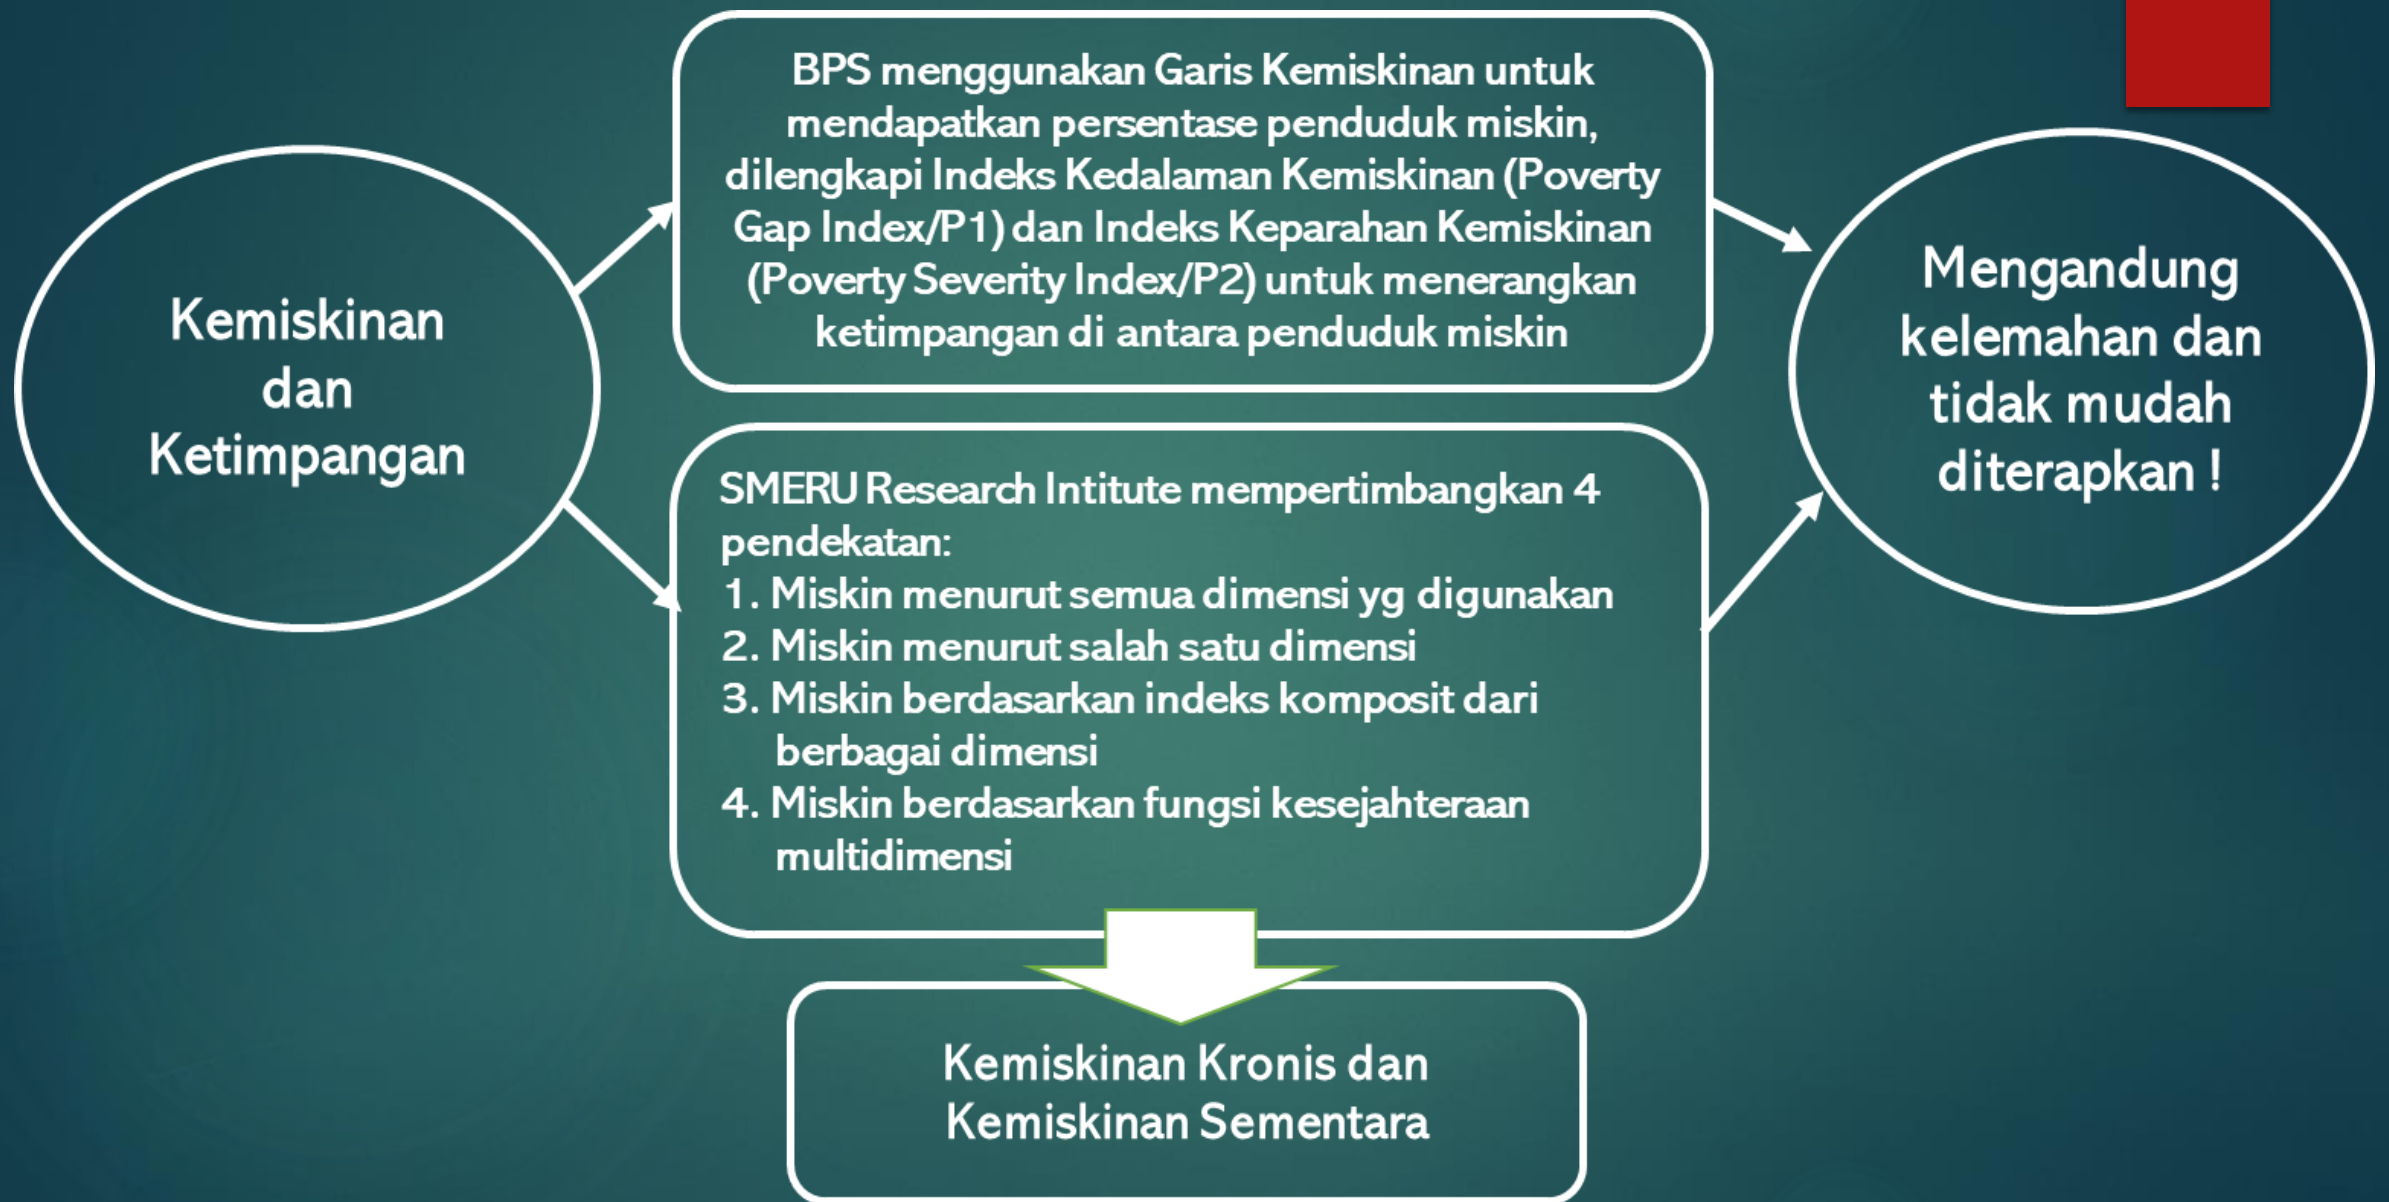 Kemiskinan
dan
Ketimpangan
BPS menggunakan Garis Kemiskinan untuk
mendapatkan persentase penduduk miskin,
dilengkapi Indeks Kedalaman Kemiskinan (Poverty
Gap Index/P1) dan Indeks Keparahan Kemiskinan
(Poverty Severity Index/P2) untuk menerangkan
ketimpangan di antara penduduk miskin
SMERU Research Intitute mempertimbangkan 4
pendekatan:
1. Miskin menurut semua dimensi yg digunakan
2. Miskin menurut salah satu dimensi
3. Miskin berdasarkan indeks komposit dari
berbagai dimensi
4. Miskin berdasarkan fungsi kesejahteraan
multidimensi
Kemiskinan Kronis dan
Kemiskinan Sementara
Mengandung
kelemahan dan
tidak mudah
diterapkan !